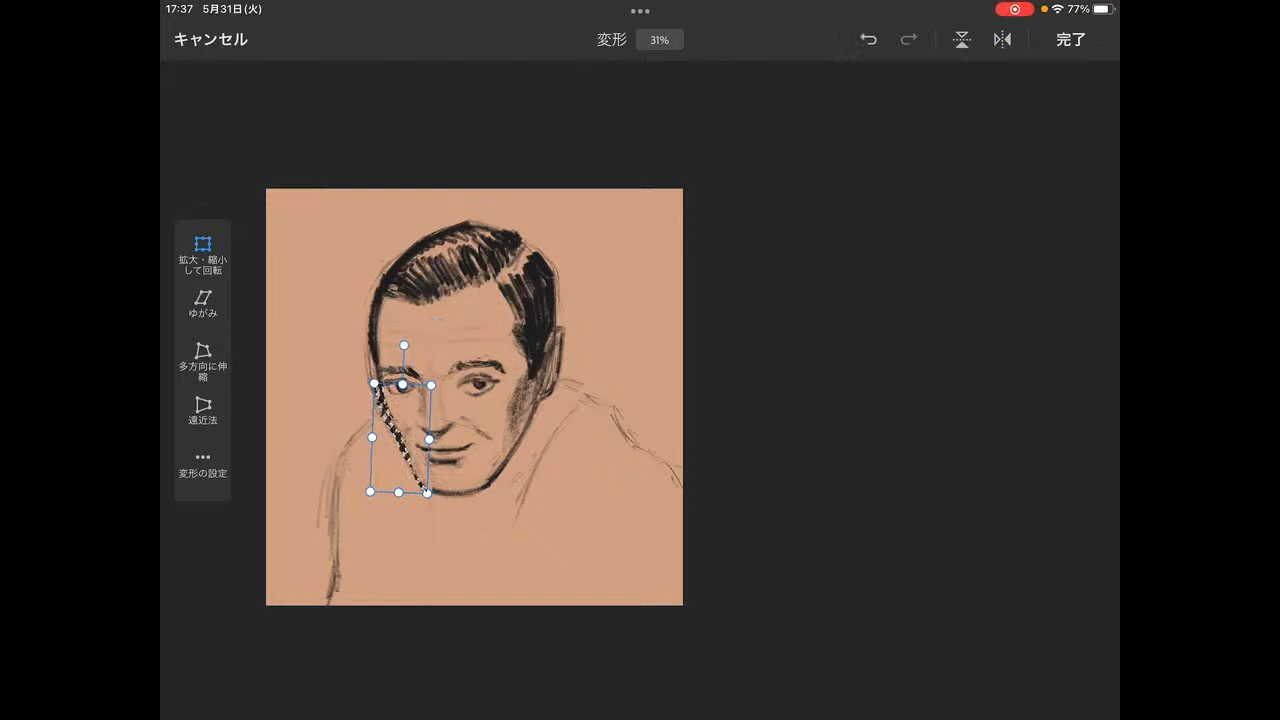 17:37 5月31日(火)
77%
キャンセル
変形 31%
完了
拡大・縮小
して回転
ゆがみ
多方向に伸
縮
遠近法
変形の設定